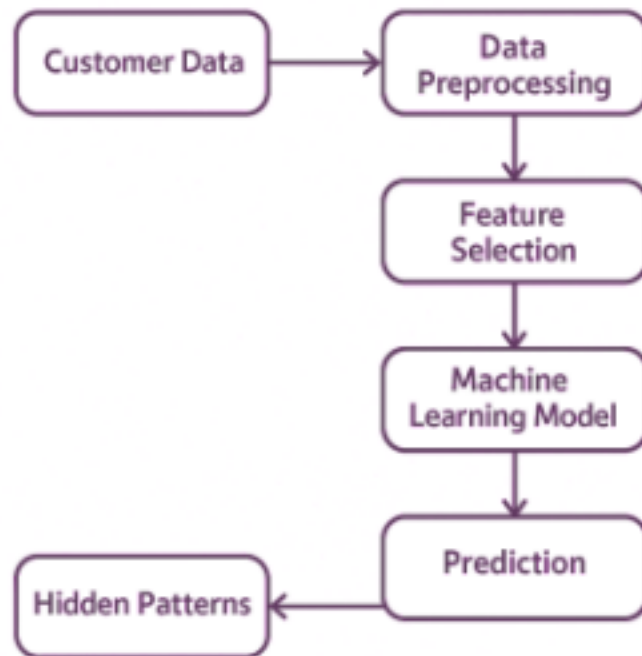 Customer Data
Data
Preprocessing
Feature
Selection
Machine
Learning Model
Prediction
Hidden Patterns